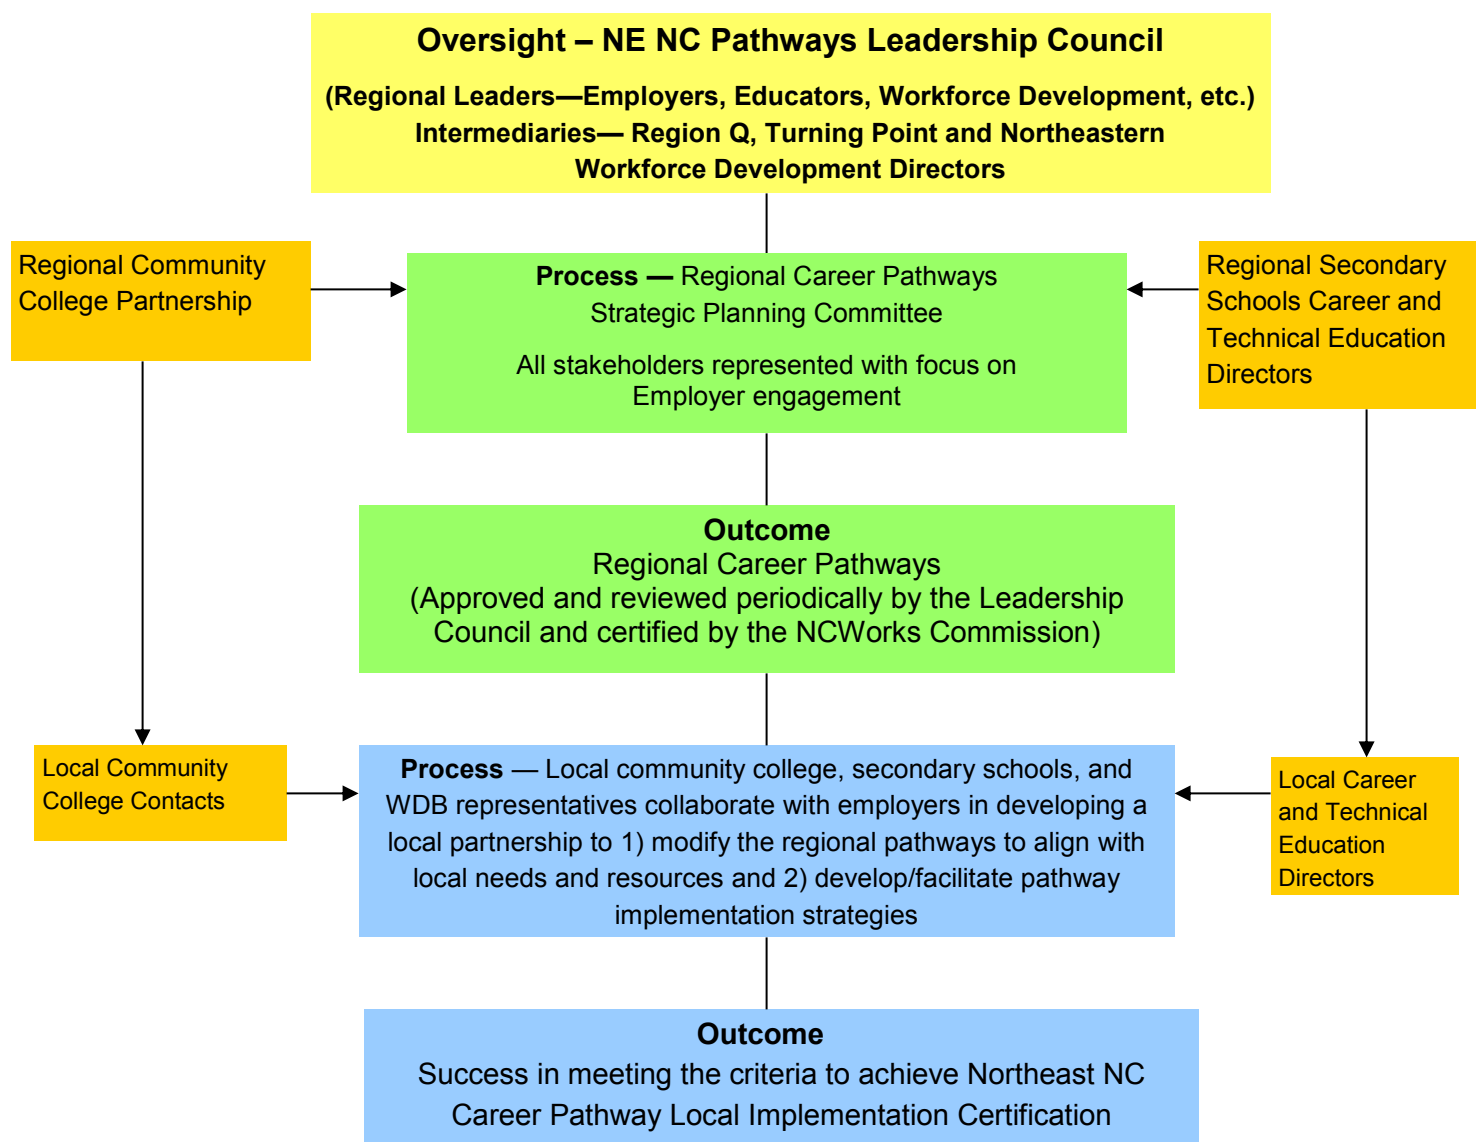 Oversight – NE NC Pathways Leadership Council
(Regional Leaders—Employers, Educators, Workforce Development, etc.)
Intermediaries— Region Q, Turning Point and Northeastern
Workforce Development Directors
Regional Community
College Partnership
Process — Regional Career Pathways
Strategic Planning Committee
All stakeholders represented with focus on
Employer engagement
Regional Secondary
Schools Career and
Technical Education
Directors
Outcome
Regional Career Pathways
(Approved and reviewed periodically by the Leadership
Council and certified by the NCWorks Commission)
Local Community
College Contacts
Process — Local community college, secondary schools, and
WDB representatives collaborate with employers in developing a
local partnership to 1) modify the regional pathways to align with
local needs and resources and 2) develop/facilitate pathway
implementation strategies
Local Career
and Technical
Education
Directors
Outcome
Success in meeting the criteria to achieve Northeast NC
Career Pathway Local Implementation Certification